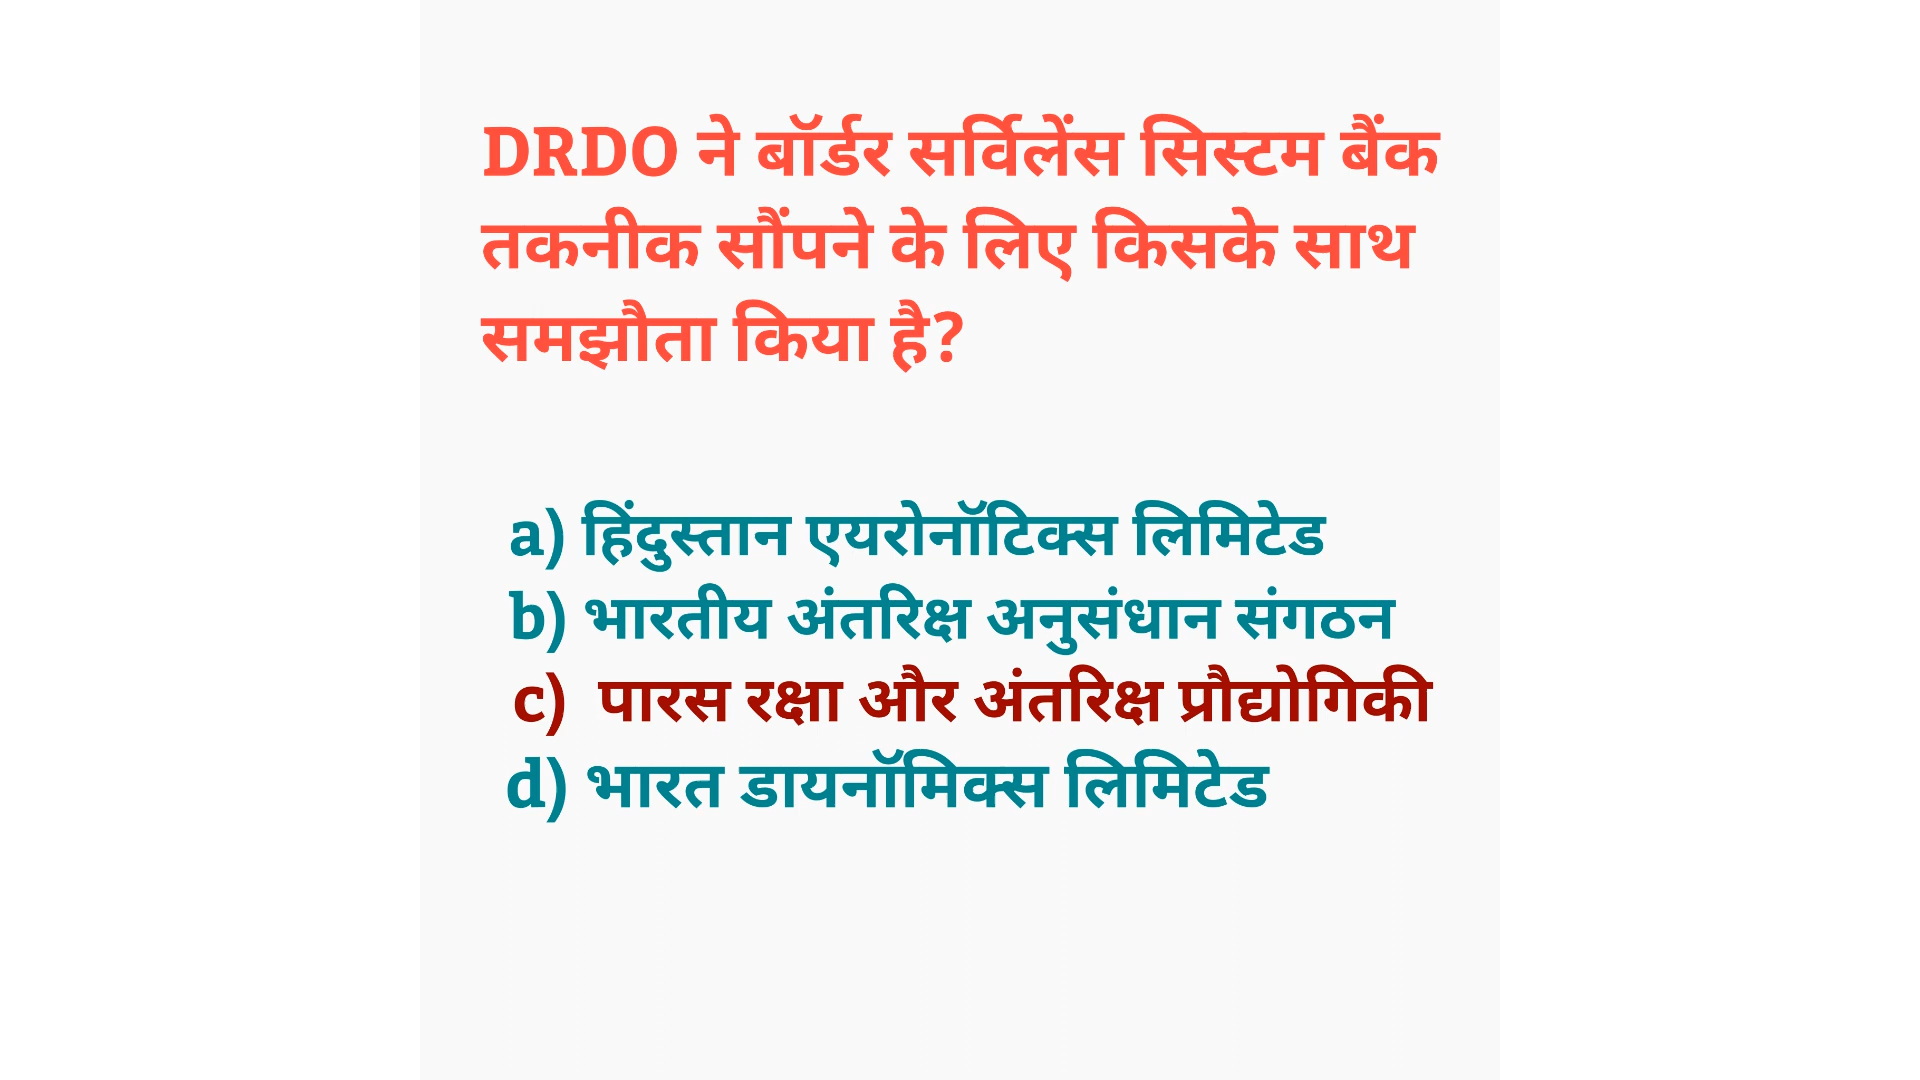 DRDO ने बॉर्डर सर्विलेंस सिस्टम बैंक
तकनीक सौंपने के लिए किसके साथ
समझौता किया है?
a) हिंदुस्तान एयरोनॉटिक्स लिमिटेड
b) भारतीय अंतरिक्ष अनुसंधान संगठन
c) पारस रक्षा और अंतरिक्ष प्रौद्योगिकी
d) भारत डायनॉमिक्स लिमिटेड